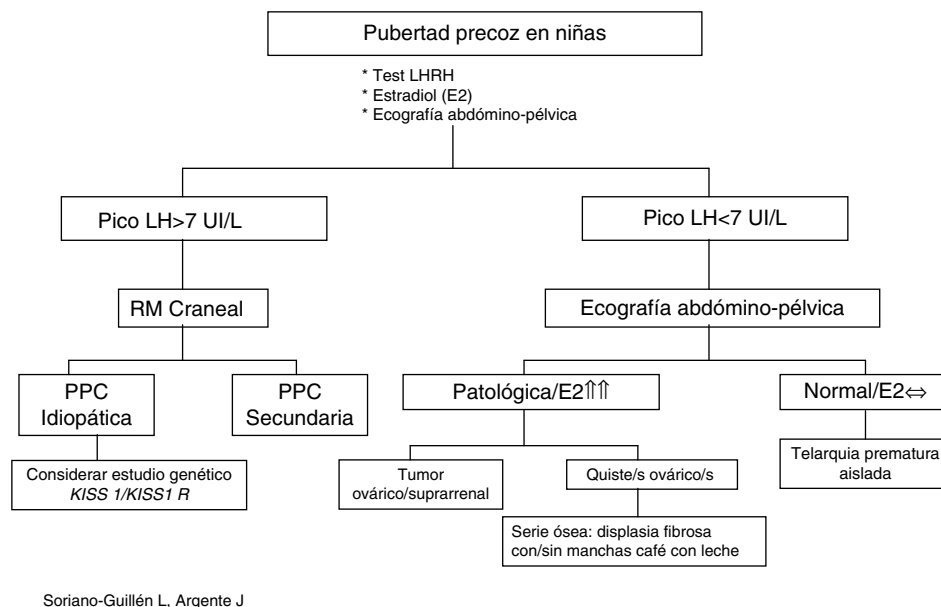 Pubertad precoz en niñas
* Test LHRH
* Estradiol (E2)
* Ecografía abdómino-pélvica
Pico LH>7 UI/L
Pico LH<7 UI/L
RM Craneal
Ecografía abdómino-pélvica
PPC
Idiopática
PPC
Secundaria
Patológica/E2⇑⇑
Normal/E2⇔
Considerar estudio genético
KISS 1/KISS1 R
Tumor
ovárico/suprarrenal
Quiste/s ovárico/s
Telarquia prematura
aislada
Serie ósea: displasia fibrosa
con/sin manchas café con leche
Soriano-Guillén L, Argente J